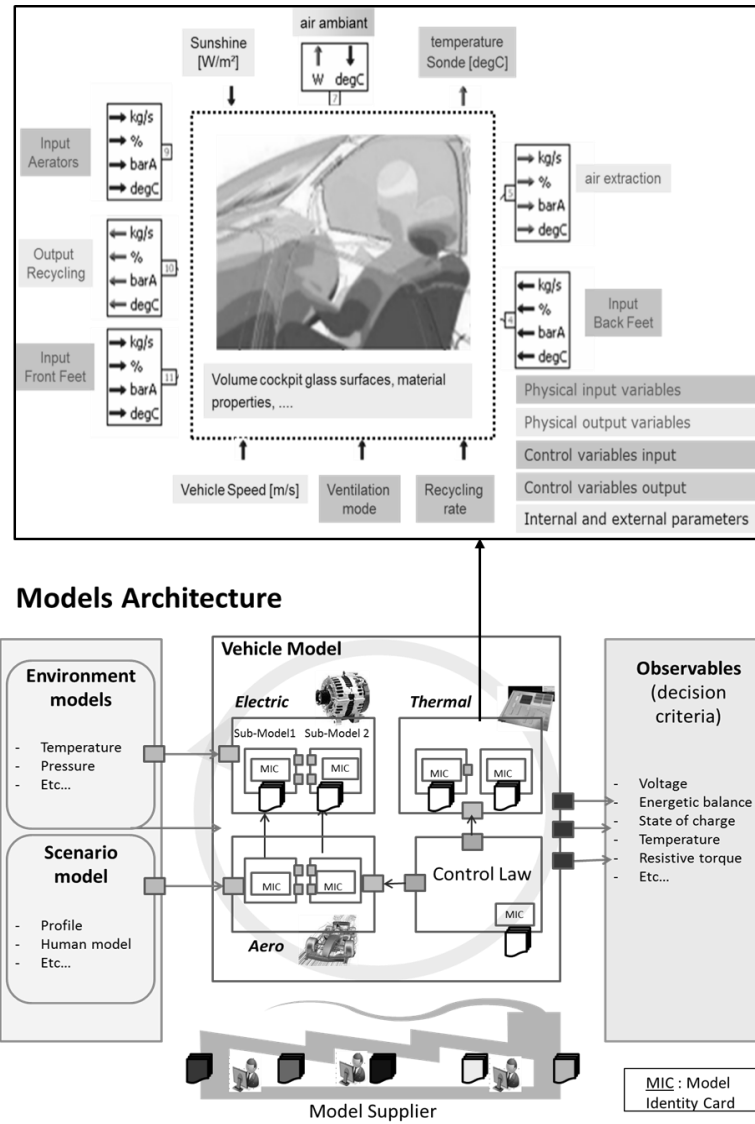 air ambiant
Sunshine
[W/m²]
W degC
7
temperature
Sonde [degC]
Input
Aerators
kg/s
%
barA
degC
9
kg/s
%
barA
degC
5
air extraction
Output
Recycling
kg/s
%
barA
degC
10
kg/s
%
barA
degC
4
Input
Back Feet
Input
Front Feet
kg/s
%
barA
degC
11
Volume cockpit glass surfaces, material
properties, ....
Physical input variables
Physical output variables
Control variables input
Control variables output
Internal and external parameters
Vehicle Speed [m/s]
Ventilation
mode
Recycling
rate
Models Architecture
Environment
models
- Temperature
- Pressure
- Etc...
Scenario
model
- Profile
- Human model
- Etc...
Vehicle Model
Electric
Sub-Model1 Sub-Model 2
MIC
MIC
Thermal
MIC
MIC
MIC
MIC
Aero
Control Law
MIC
Observables
(decision
criteria)
- Voltage
- Energetic balance
- State of charge
- Temperature
- Resistive torque
- Etc...
Model Supplier
MIC : Model
Identity Card